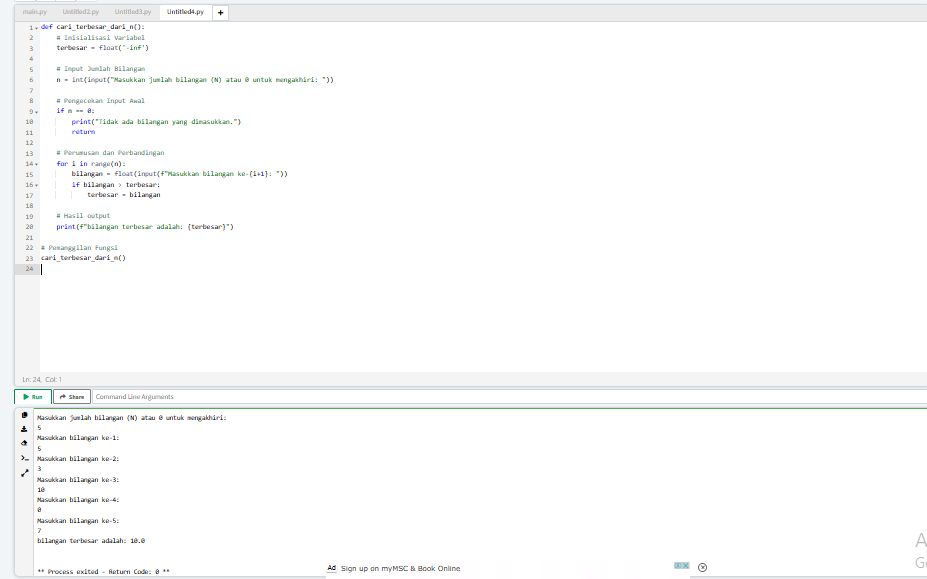 main.py Untitled2.py Untitled3.py Untitled4.py +
1 def cari_terbesar_dari_n():
2 # Inisialisasi Variabel
3 terbesar = float('-inf')
4
5 # Input Jumlah Bilangan
6 n = int(input("Masukkan jumlah bilangan (N) atau 0 untuk mengakhiri: "))
7
8 # Pengecekan Input Awal
9 if n == 0:
10 print("Tidak ada bilangan yang dimasukkan.")
11 return
12
13 # Perumusan dan Perbandingan
14 for i in range(n):
15 bilangan = float(input(f"Masukkan bilangan ke-{i+1}: "))
16 if bilangan > terbesar:
17 terbesar = bilangan
18
19 # Hasil output
20 print(f"bilangan terbesar adalah: {terbesar}")
21
22 # Pemanggilan Fungsi
23 cari_terbesar_dari_n()
24
Ln: 24, Col: 1
Run Share Command Line Arguments
Masukkan jumlah bilangan (N) atau 0 untuk mengakhiri:
5
Masukkan bilangan ke-1:
5
Masukkan bilangan ke-2:
3
Masukkan bilangan ke-3:
10
Masukkan bilangan ke-4:
0
Masukkan bilangan ke-5:
7
bilangan terbesar adalah: 10.0
** Process exited - Return Code: 0 **
Ad Sign up on myMSC & Book Online
A
G